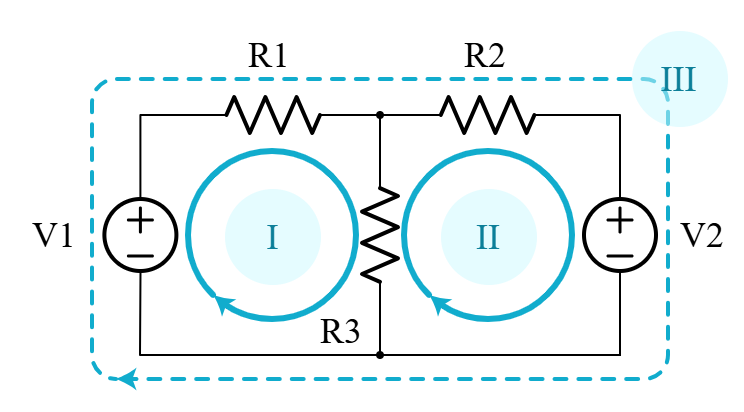 R1
R2
III
V1
+
−
I
II
+
−
V2
R3